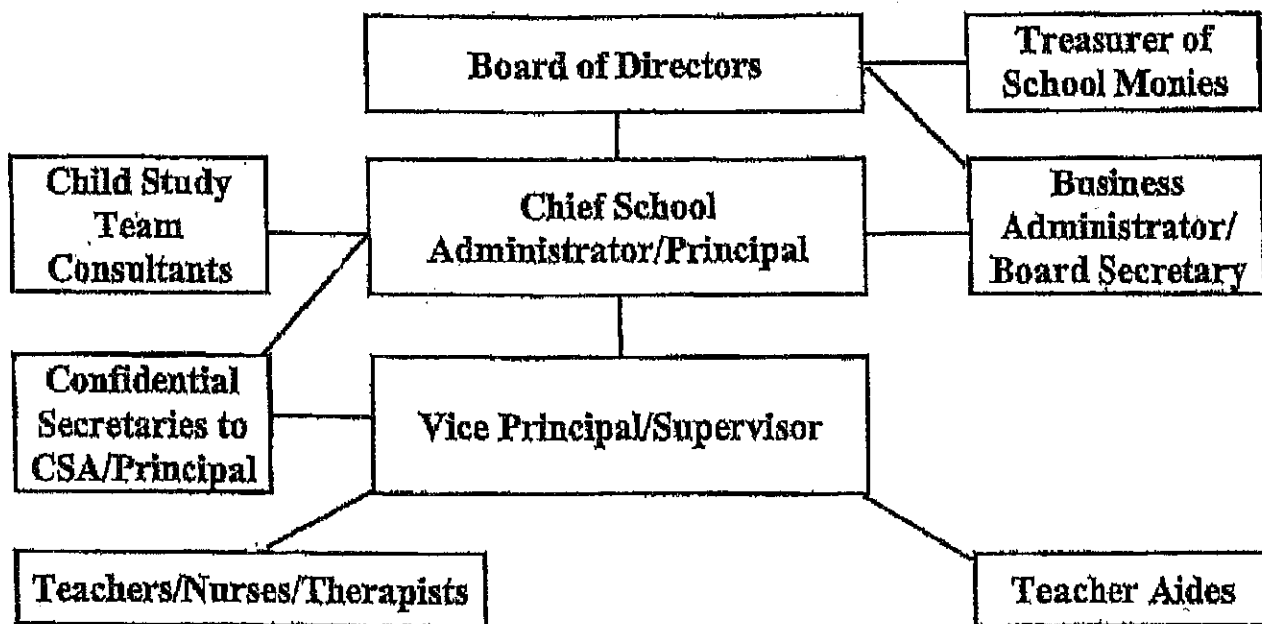 Board of Directors
Treasurer of
School Monies
Child Study
Team
Consultants
Chief School
Administrator/Principal
Business
Administrator/
Board Secretary
Confidential
Secretaries to
CSA/Principal
Vice Principal/Supervisor
Teachers/Nurses/Therapists
Teacher Aides